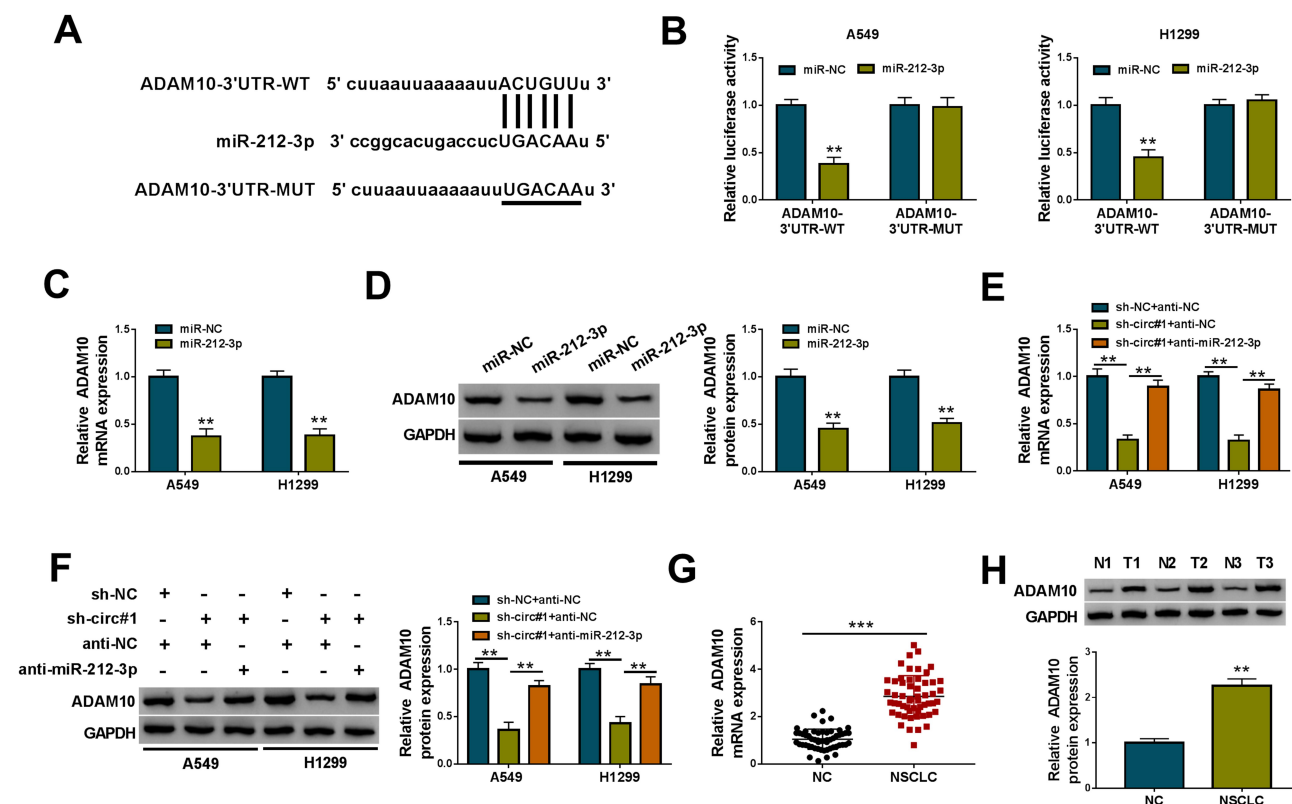 A
ADAM10-3'UTR-WT 5' cuuaauuaaaaauuACUGUUu 3'
miR-212-3p 3' ccggcacugaccucUGACAAu 5'
ADAM10-3'UTR-MUT 5' cuuaauuaaaaauuUGACAAu 3'
B
A549
Relative luciferase activity
1.5
1.0
0.5
0.0
miR-NC miR-212-3p
**
ADAM10-
3'UTR-WT
ADAM10-
3'UTR-MUT
H1299
Relative luciferase activity
1.5
1.0
0.5
0.0
miR-NC miR-212-3p
**
ADAM10-
3'UTR-WT
ADAM10-
3'UTR-MUT
C
Relative ADAM10
mRNA expression
1.5
1.0
0.5
0.0
miR-NC
miR-212-3p
** **
A549 H1299
D
miR-NC miR-212-3p miR-NC miR-212-3p
ADAM10
GAPDH
A549 H1299
Relative ADAM10
protein expression
1.5
1.0
0.5
0.0
miR-NC
miR-212-3p
** **
A549 H1299
E
sh-NC+anti-NC
sh-circ#1+anti-NC
sh-circ#1+anti-miR-212-3p
Relative ADAM10
mRNA expression
1.5
1.0
0.5
0.0
** ** ** **
A549 H1299
F
sh-NC + - - + - -
sh-circ#1 - + + - + +
anti-NC + + - + + -
anti-miR-212-3p - - + - - +
ADAM10
GAPDH
A549 H1299
sh-NC+anti-NC
sh-circ#1+anti-NC
sh-circ#1+anti-miR-212-3p
Relative ADAM10
protein expression
1.5
1.0
0.5
0.0
** ** ** **
A549 H1299
G
Relative ADAM10
mRNA expression
6
4
2
0
***
NC NSCLC
H
N1 T1 N2 T2 N3 T3
ADAM10
GAPDH
Relative ADAM10
protein expression
3
2
1
0
**
NC NSCLC